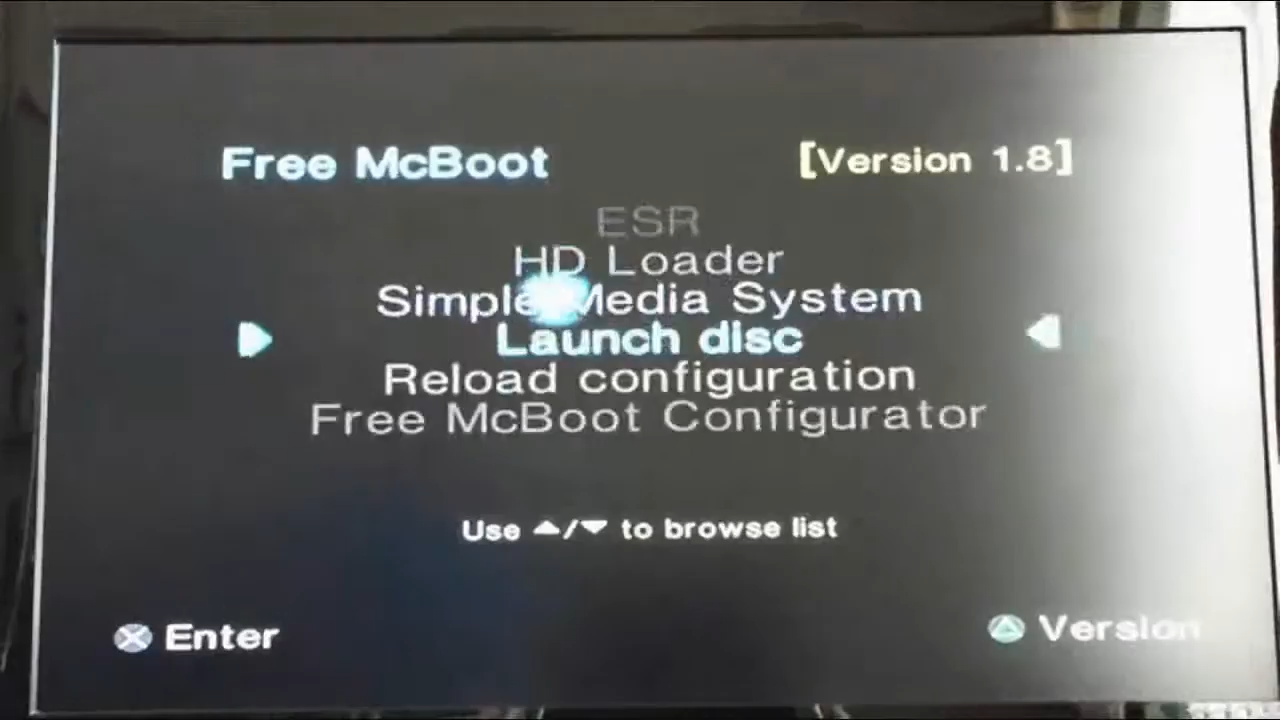 Free McBoot [Version 1.8]
ESR
HD Loader
Simple Media System
Launch disc
Reload configuration
Free McBoot Configurator
Use ▲/▼ to browse list
Enter Version